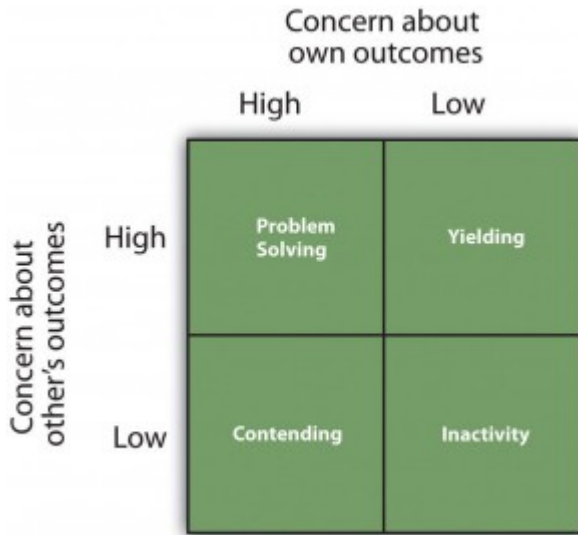 Concern about
own outcomes
High Low
Concern about
other's outcomes
High
Problem
Solving
Yielding
Low
Contending
Inactivity